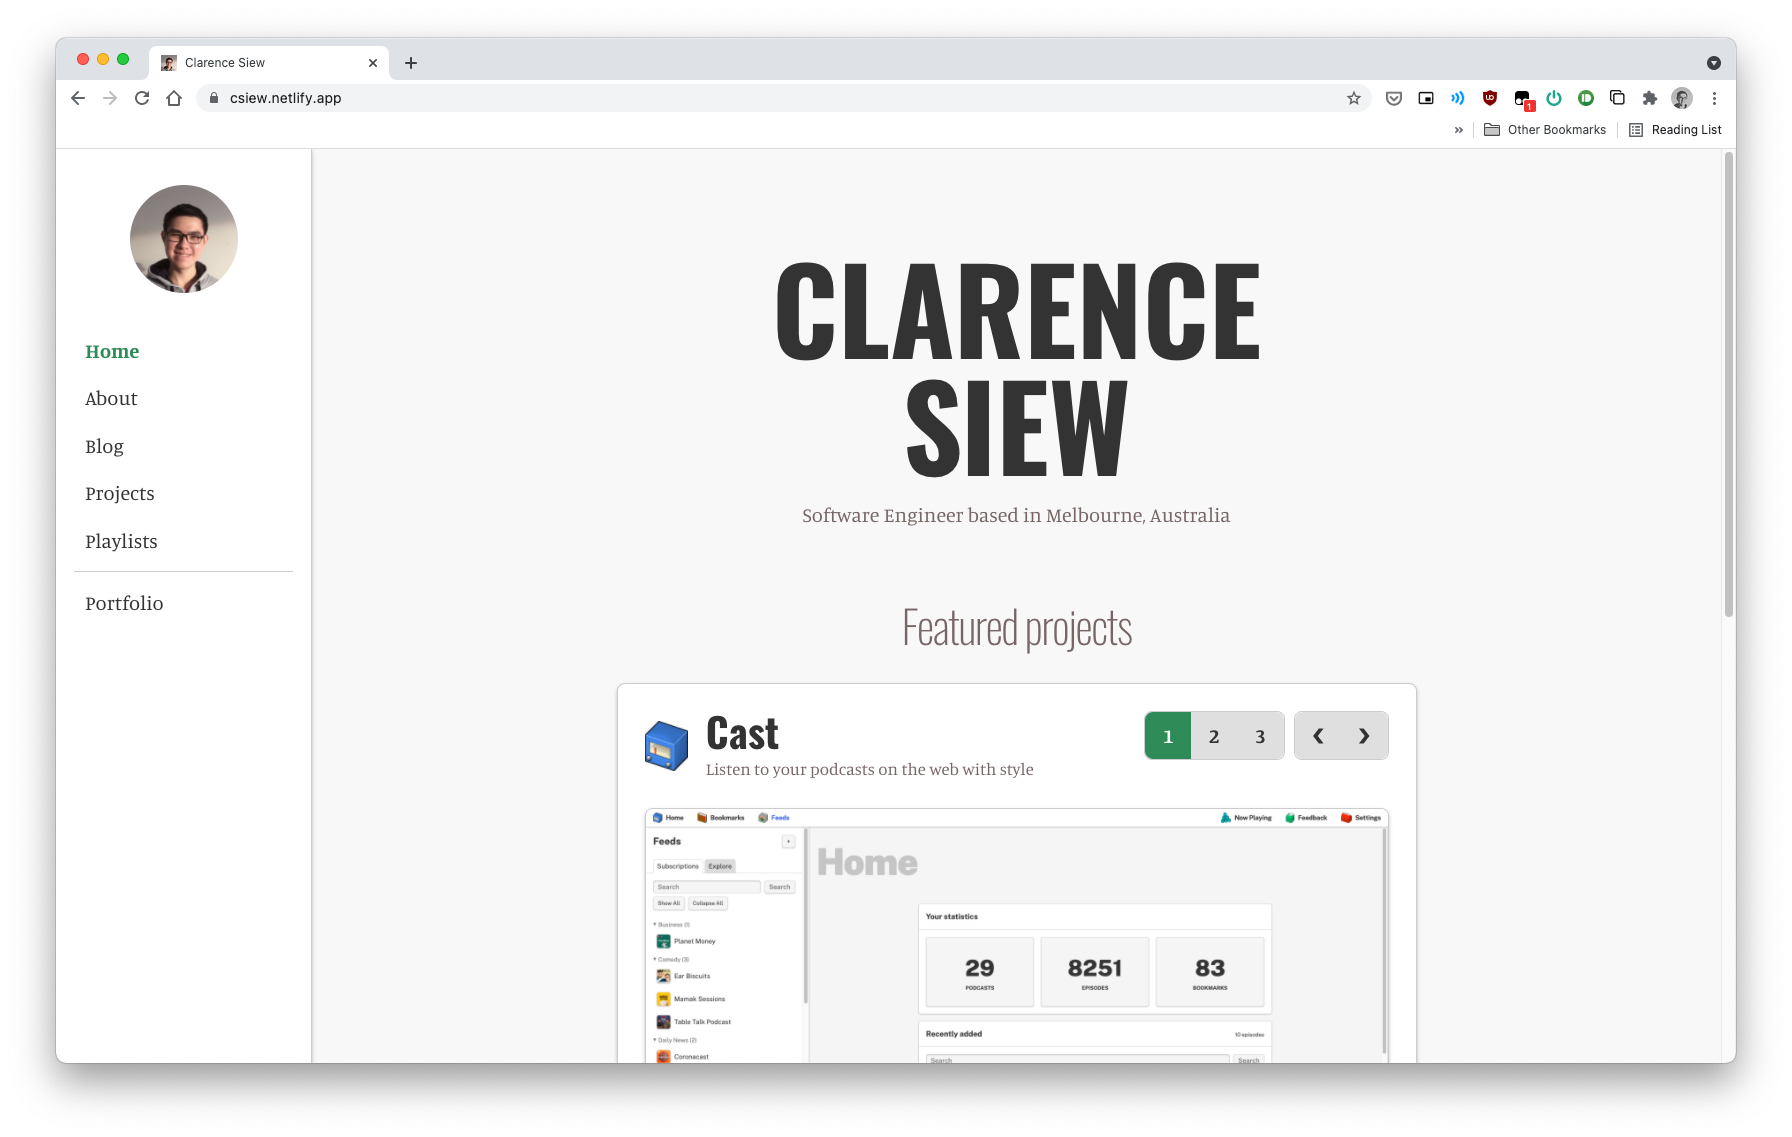 Clarence Siew
csiew.netlify.app
1
» Other Bookmarks Reading List
Home
About
Blog
Projects
Playlists
Portfolio
CLARENCE
SIEW
Software Engineer based in Melbourne, Australia
Featured projects
Cast
Listen to your podcasts on the web with style
1 2 3
Home Bookmarks Feeds Now Playing Feedback Settings
Feeds
+
Subscriptions Explore
Search Search
Show All Collapse All
Business (1)
Planet Money
Comedy (3)
Ear Biscuits
Mamak Sessions
Table Talk Podcast
Daily News (2)
Coronacast
Home
Your statistics
29 8251 83
PODCASTS EPISODES BOOKMARKS
Recently added 10 episodes
Search Search